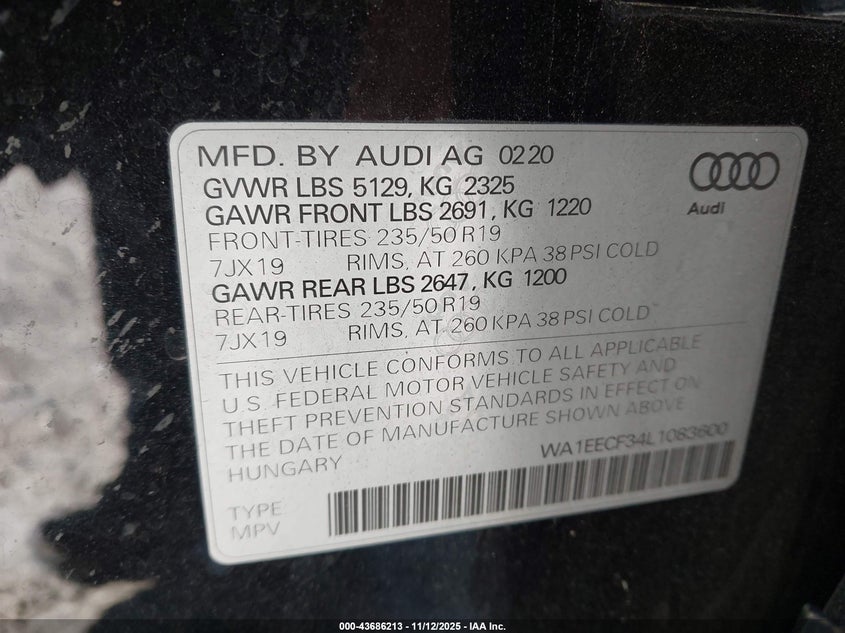 MFD. BY AUDI AG 0220
GVWR LBS 5129, KG 2325
GAWR FRONT LBS 2691, KG 1220
FRONT-TIRES 235/50 R19
7JX19 RIMS, AT 260 KPA 38 PSI COLD
GAWR REAR LBS 2647, KG 1200
REAR-TIRES 235/50 R19
7JX19 RIMS, AT 260 KPA 38 PSI COLD
Audi
THIS VEHICLE CONFORMS TO ALL APPLICABLE
U.S. FEDERAL MOTOR VEHICLE SAFETY AND
THEFT PREVENTION STANDARDS IN EFFECT ON
THE DATE OF MANUFACTURE SHOWN ABOVE
HUNGARY
WA1EECF34L1083600
TYPE
MPV
000-43686213 - 11/12/2025 - IAA Inc.